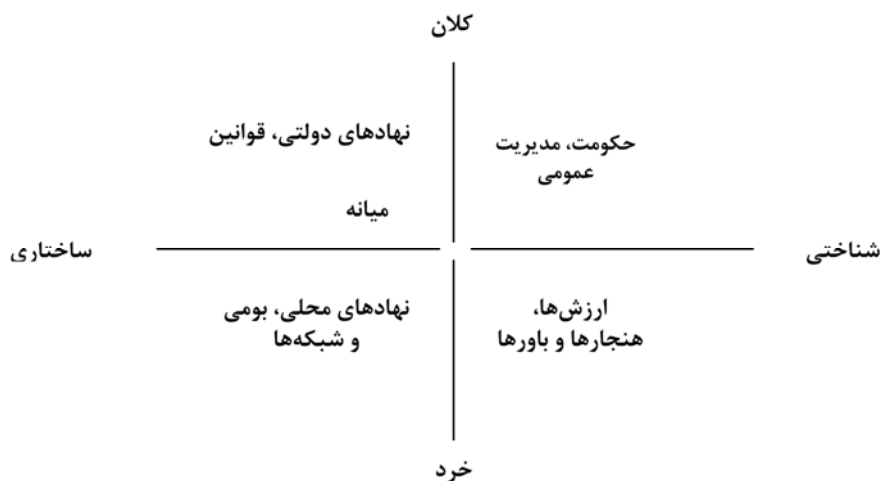 کلان
حکومت، مدیریت
عمومی
نهادهای دولتی، قوانین
میانه
شناختی
ساختاری
ارزش‌ها،
هنجارها و باورها
نهادهای محلی، بومی
و شبکه‌ها
خرد